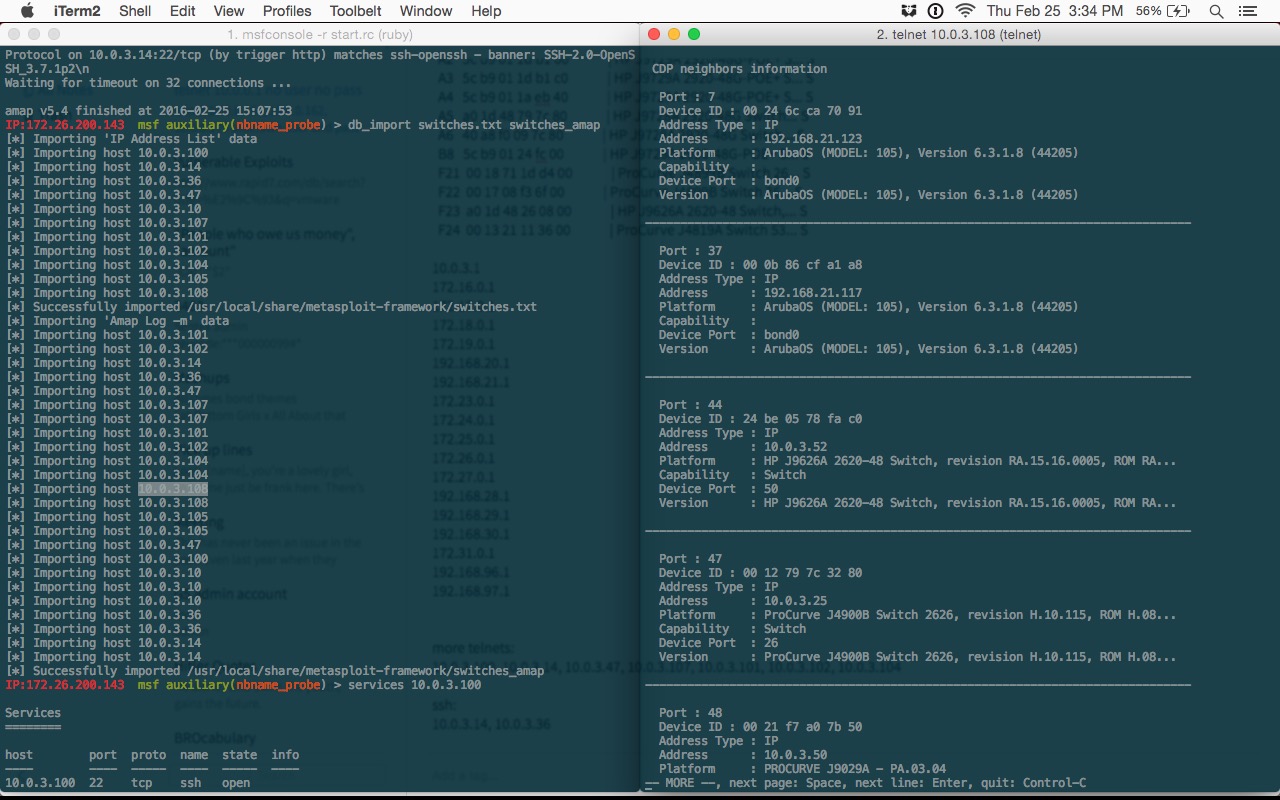 iTerm2 Shell Edit View Profiles Toolbelt Window Help Thu Feb 25 3:34 PM 56%
1. msfconsole -r start.rc (ruby)
Protocol on 10.0.3.14:22/tcp (by trigger http) matches ssh-openssh - banner: SSH-2.0-OpenS
SH_3.7.1p2\n
Waiting for timeout on 32 connections ...
amap v5.4 finished at 2016-02-25 15:07:53
IP:172.26.200.143 msf auxiliary(nbname_probe) > db_import switches.txt switches_amap
[*] Importing 'IP Address List' data
[*] Importing host 10.0.3.100
[*] Importing host 10.0.3.14
[*] Importing host 10.0.3.36
[*] Importing host 10.0.3.47
[*] Importing host 10.0.3.10
[*] Importing host 10.0.3.107
[*] Importing host 10.0.3.101
[*] Importing host 10.0.3.102
[*] Importing host 10.0.3.104
[*] Importing host 10.0.3.105
[*] Importing host 10.0.3.108
[*] Successfully imported /usr/local/share/metasploit-framework/switches.txt
[*] Importing 'Amap Log -m' data
[*] Importing host 10.0.3.101
[*] Importing host 10.0.3.102
[*] Importing host 10.0.3.14
[*] Importing host 10.0.3.36
[*] Importing host 10.0.3.47
[*] Importing host 10.0.3.107
[*] Importing host 10.0.3.107
[*] Importing host 10.0.3.101
[*] Importing host 10.0.3.102
[*] Importing host 10.0.3.104
[*] Importing host 10.0.3.104
[*] Importing host 10.0.3.108
[*] Importing host 10.0.3.108
[*] Importing host 10.0.3.105
[*] Importing host 10.0.3.105
[*] Importing host 10.0.3.47
[*] Importing host 10.0.3.100
[*] Importing host 10.0.3.10
[*] Importing host 10.0.3.10
[*] Importing host 10.0.3.10
[*] Importing host 10.0.3.36
[*] Importing host 10.0.3.36
[*] Importing host 10.0.3.14
[*] Importing host 10.0.3.14
[*] Successfully imported /usr/local/share/metasploit-framework/switches_amap
IP:172.26.200.143 msf auxiliary(nbname_probe) > services 10.0.3.100
Services
========
host port proto name state info
---- ---- ----- ---- ----- ----
10.0.3.100 22 tcp ssh open
2. telnet 10.0.3.108 (telnet)
CDP neighbors information
Port : 7
Device ID : 00 24 6c ca 70 91
Address Type : IP
Address : 192.168.21.123
Platform : ArubaOS (MODEL: 105), Version 6.3.1.8 (44205)
Capability :
Device Port : bond0
Version : ArubaOS (MODEL: 105), Version 6.3.1.8 (44205)
Port : 37
Device ID : 00 0b 86 cf a1 a8
Address Type : IP
Address : 192.168.21.117
Platform : ArubaOS (MODEL: 105), Version 6.3.1.8 (44205)
Capability :
Device Port : bond0
Version : ArubaOS (MODEL: 105), Version 6.3.1.8 (44205)
Port : 44
Device ID : 24 be 05 78 fa c0
Address Type : IP
Address : 10.0.3.52
Platform : HP J9626A 2620-48 Switch, revision RA.15.16.0005, ROM RA...
Capability : Switch
Device Port : 50
Version : HP J9626A 2620-48 Switch, revision RA.15.16.0005, ROM RA...
Port : 47
Device ID : 00 12 79 7c 32 80
Address Type : IP
Address : 10.0.3.25
Platform : ProCurve J4900B Switch 2626, revision H.10.115, ROM H.08...
Capability : Switch
Device Port : 26
Version : ProCurve J4900B Switch 2626, revision H.10.115, ROM H.08...
Port : 48
Device ID : 00 21 f7 a0 7b 50
Address Type : IP
Address : 10.0.3.50
Platform : PROCURVE J9029A - PA.03.04
-- MORE --, next page: Space, next line: Enter, quit: Control-C